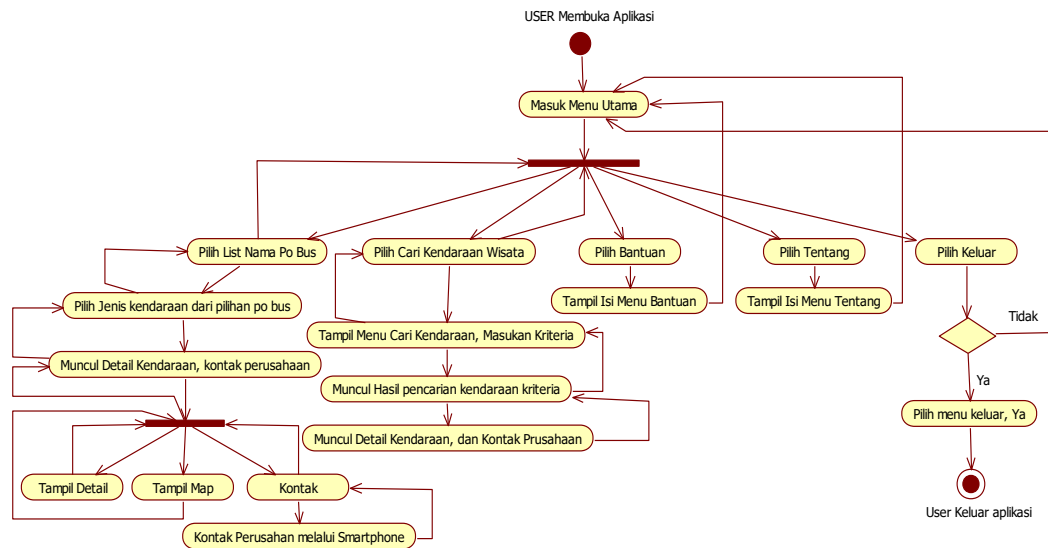 USER Membuka Aplikasi
Masuk Menu Utama
Pilih List Nama Po Bus
Pilih Cari Kendaraan Wisata
Pilih Bantuan
Pilih Tentang
Pilih Keluar
Pilih Jenis kendaraan dari pilihan po bus
Tampil Isi Menu Bantuan
Tampil Isi Menu Tentang
Tidak
Tampil Menu Cari Kendaraan, Masukan Kriteria
Muncul Detail Kendaraan, kontak perusahaan
Ya
Muncul Hasil pencarian kendaraan kriteria
Pilih menu keluar, Ya
Muncul Detail Kendaraan, dan Kontak Prusahaan
Tampil Detail
Tampil Map
Kontak
User Keluar aplikasi
Kontak Perusahan melalui Smartphone